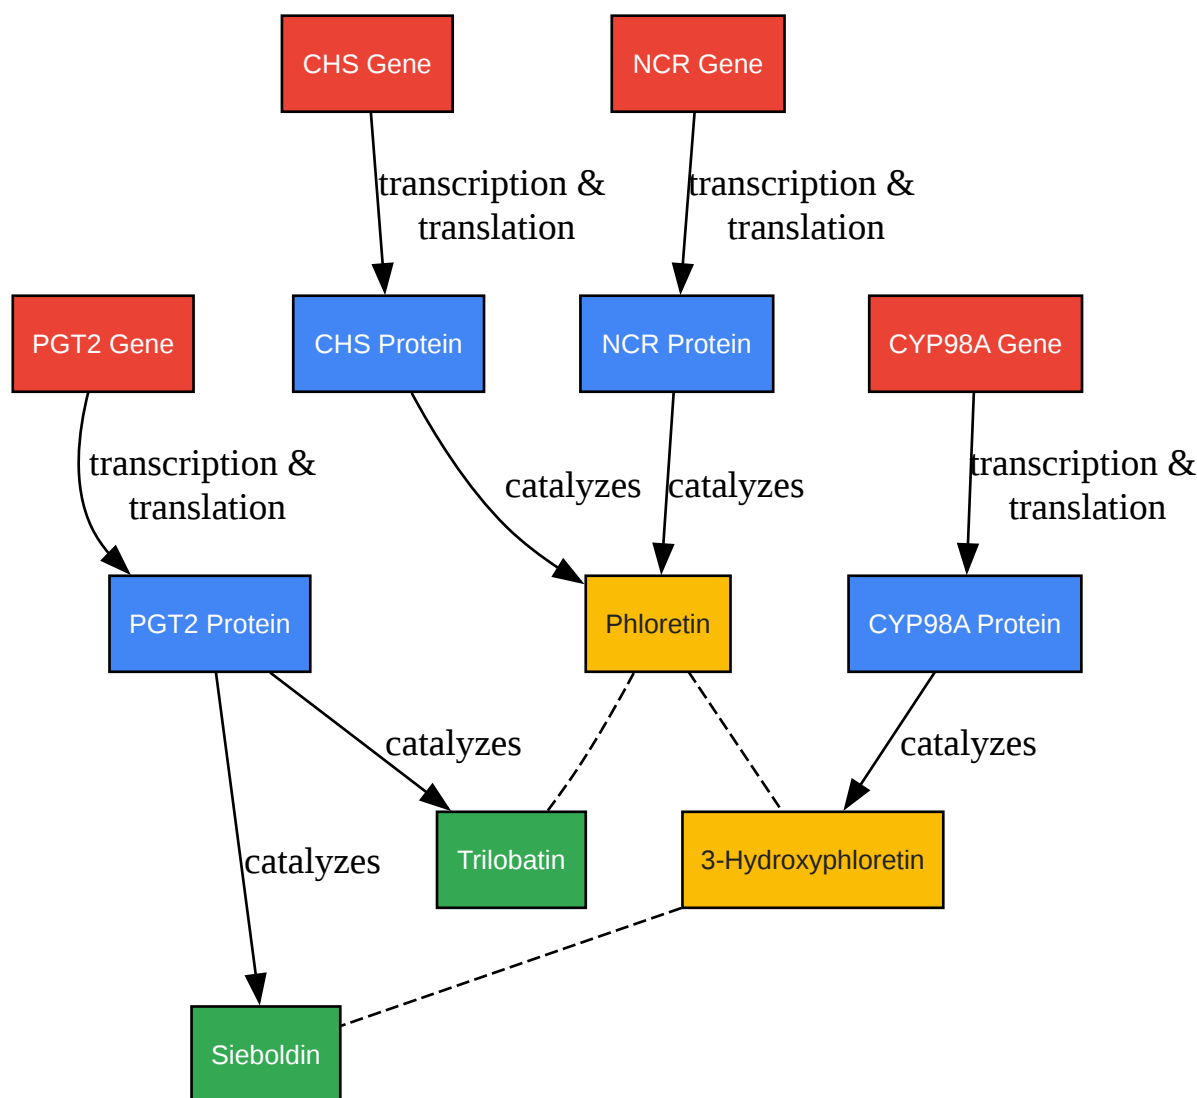 CHS Gene
NCR Gene
transcription &
translation
transcription &
translation
PGT2 Gene
CHS Protein
NCR Protein
CYP98A Gene
transcription &
translation
catalyzes
catalyzes
transcription &
translation
PGT2 Protein
Phloretin
CYP98A Protein
catalyzes
catalyzes
catalyzes
Trilobatin
3-Hydroxyphloretin
Sieboldin